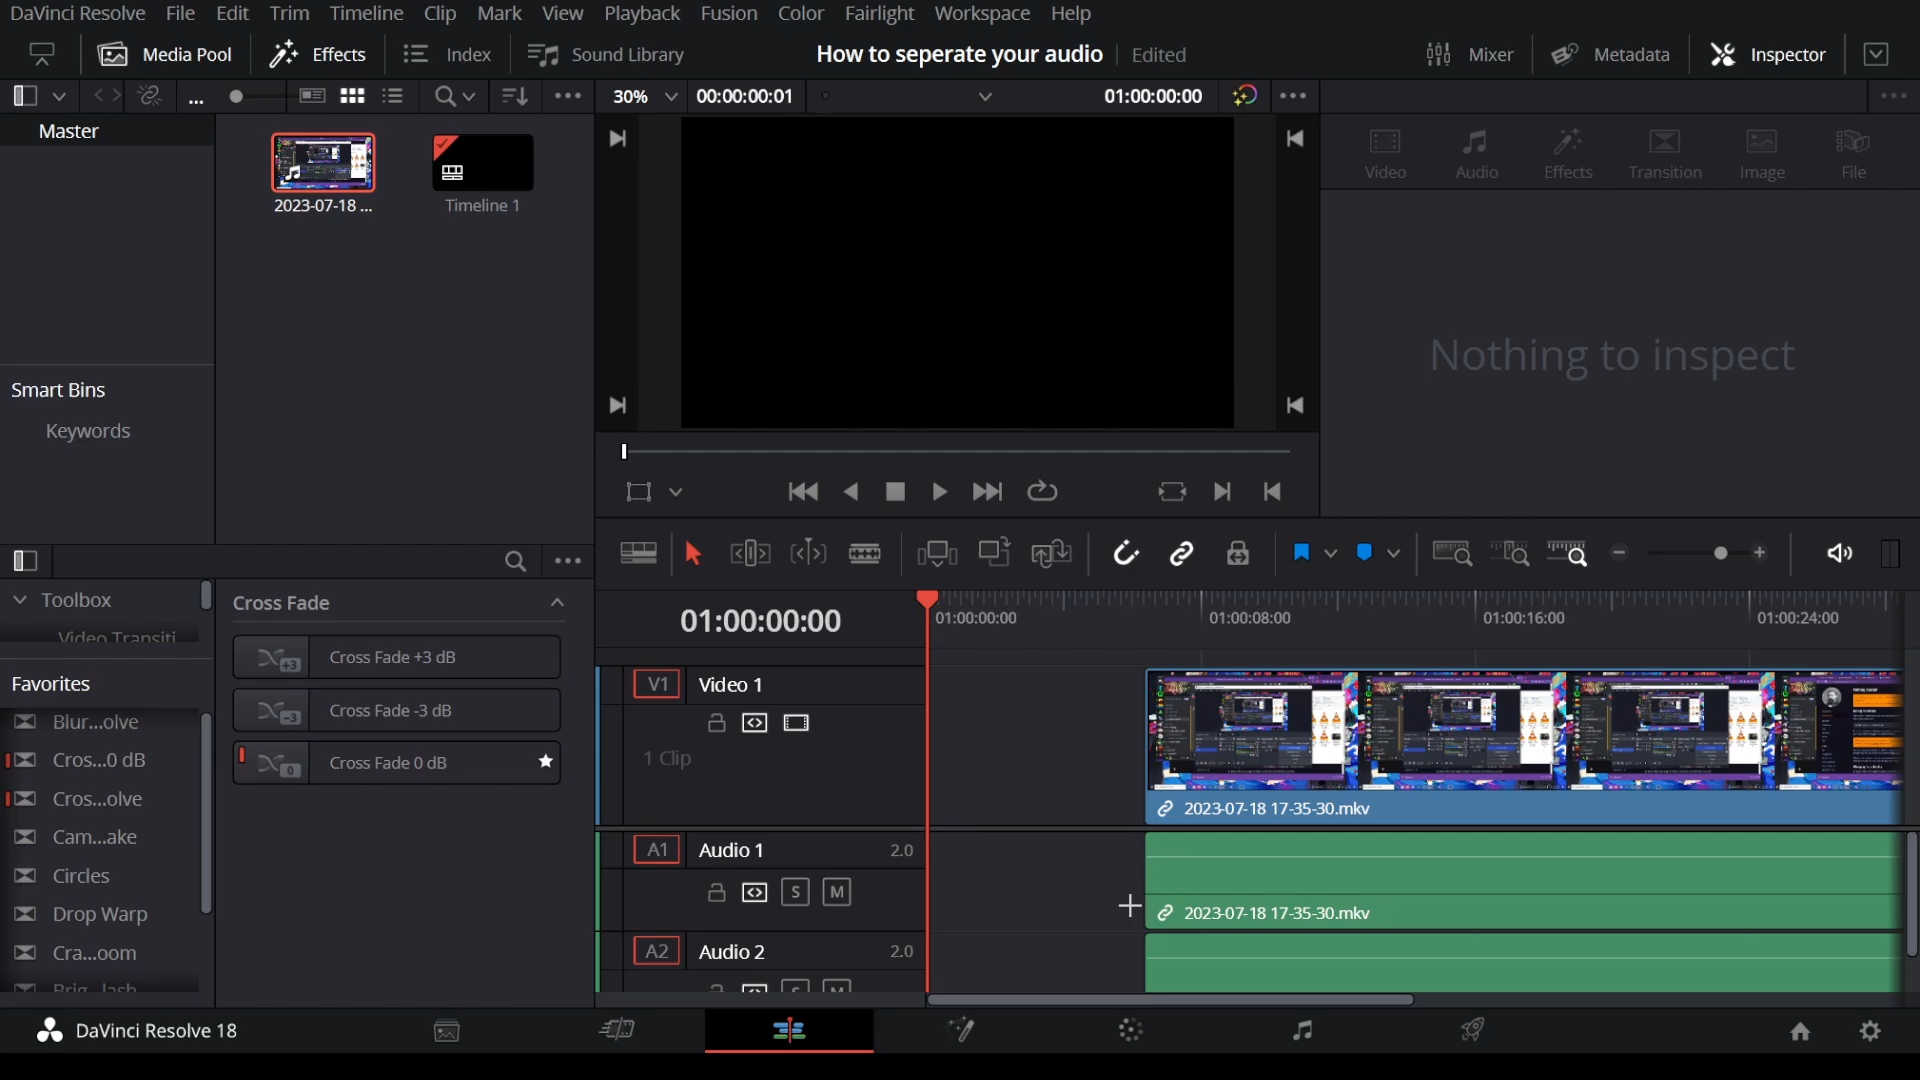 DaVinci Resolve File Edit Trim Timeline Clip Mark View Playback Fusion Color Fairlight Workspace Help
Media Pool Effects Index Sound Library How to seperate your audio Edited Mixer Metadata Inspector
... 30% 00:00:00:01 01:00:00:00
Master
2023-07-18 ...
Timeline 1
Video Audio Effects Transition Image File
Nothing to inspect
Smart Bins
Keywords
Toolbox
Video Transiti
Favorites
Blur...olve
Cros...0 dB
Cros...olve
Cam...ake
Circles
Drop Warp
Cra...oom
Brig...lash
Cross Fade
+3 Cross Fade +3 dB
-3 Cross Fade -3 dB
0 Cross Fade 0 dB
01:00:00:00
01:00:00:00 01:00:08:00 01:00:16:00 01:00:24:00
V1 Video 1
1 Clip
2023-07-18 17-35-30.mkv
A1 Audio 1 2.0
S M
2023-07-18 17-35-30.mkv
A2 Audio 2 2.0
S M
DaVinci Resolve 18